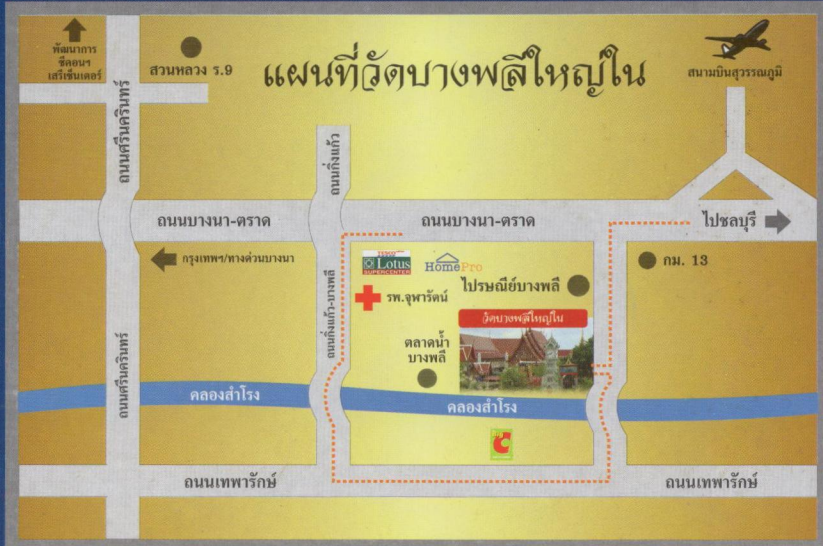 พัฒนาการ
ซีคอนฯ
เสรีเซ็นเตอร์
สวนหลวง ร.9
แผนที่วัดบางพลีใหญ่ใน
สนามบินสุวรรณภูมิ
ถนนศรีนครินทร์
ถนนกิ่งแก้ว
ถนนบางนา-ตราด
ถนนบางนา-ตราด
ไปชลบุรี
กรุงเทพฯ/ทางด่วนบางนา
TESCO
Lotus
SUPERCENTER
HomePro
กม. 13
ไปรษณีย์บางพลี
รพ.จุฬารัตน์
ถนนกิ่งแก้ว-บางพลี
วัดบางพลีใหญ่ใน
ตลาดน้ำ
บางพลี
ถนนศรีนครินทร์
คลองสำโรง
คลองสำโรง
C
ถนนเทพารักษ์
ถนนเทพารักษ์